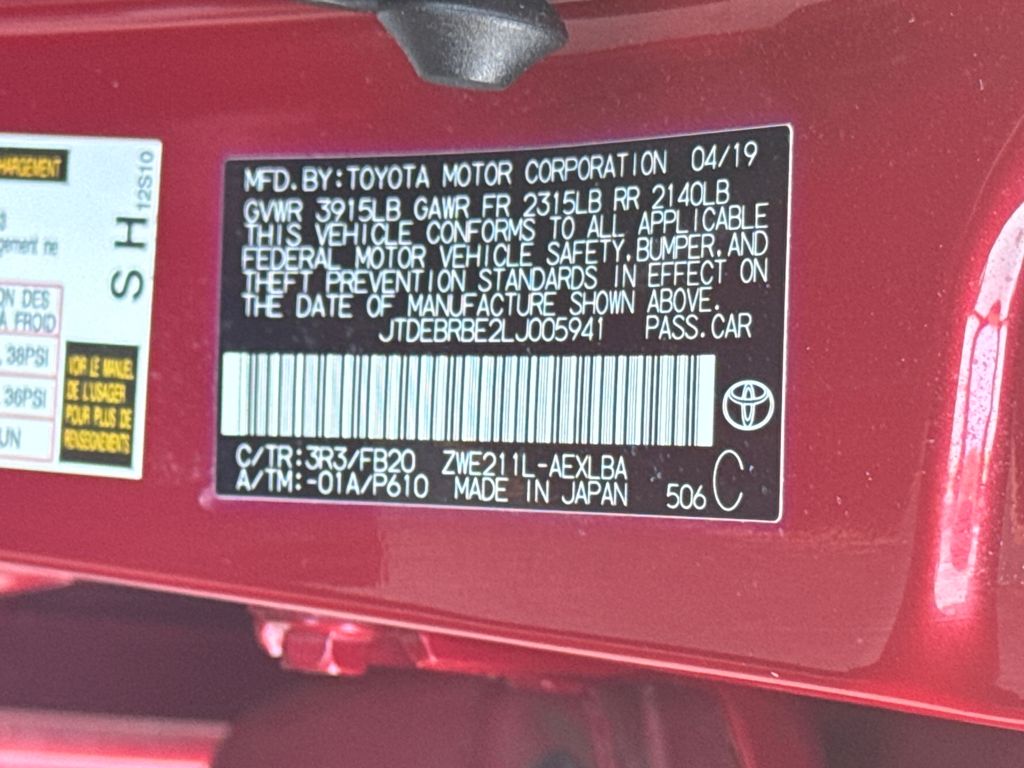 HARGEMENT
gement ne
ON DES
À FROID
38PSI
36PSI
UN
VOIR LE MANUEL
DE L'USAGER
POUR PLUS DE
RENSEIGNEMENTS
SH
12S10
MFD.BY:TOYOTA MOTOR CORPORATION 04/19
GVWR 3915LB GAWR FR 2315LB RR 2140LB
THIS VEHICLE CONFORMS TO ALL APPLICABLE
FEDERAL MOTOR VEHICLE SAFETY,BUMPER,AND
THEFT PREVENTION STANDARDS IN EFFECT ON
THE DATE OF MANUFACTURE SHOWN ABOVE.
JTDEBRBE2LJ005941 PASS.CAR
C/TR:3R3/FB20 ZWE211L-AEXLBA
A/TM:-01A/P610 MADE IN JAPAN 506 C